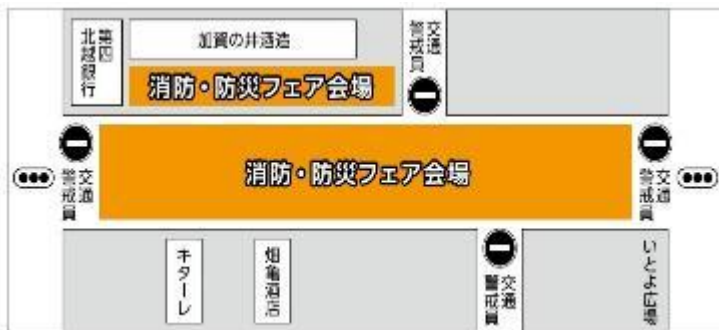 第四
北越銀行
加賀の井酒造
消防・防災フェア会場
交通
警戒員
交通
警戒員
消防・防災フェア会場
交通
警戒員
キターレ
畑亀酒店
交通
警戒員
いとよ広場